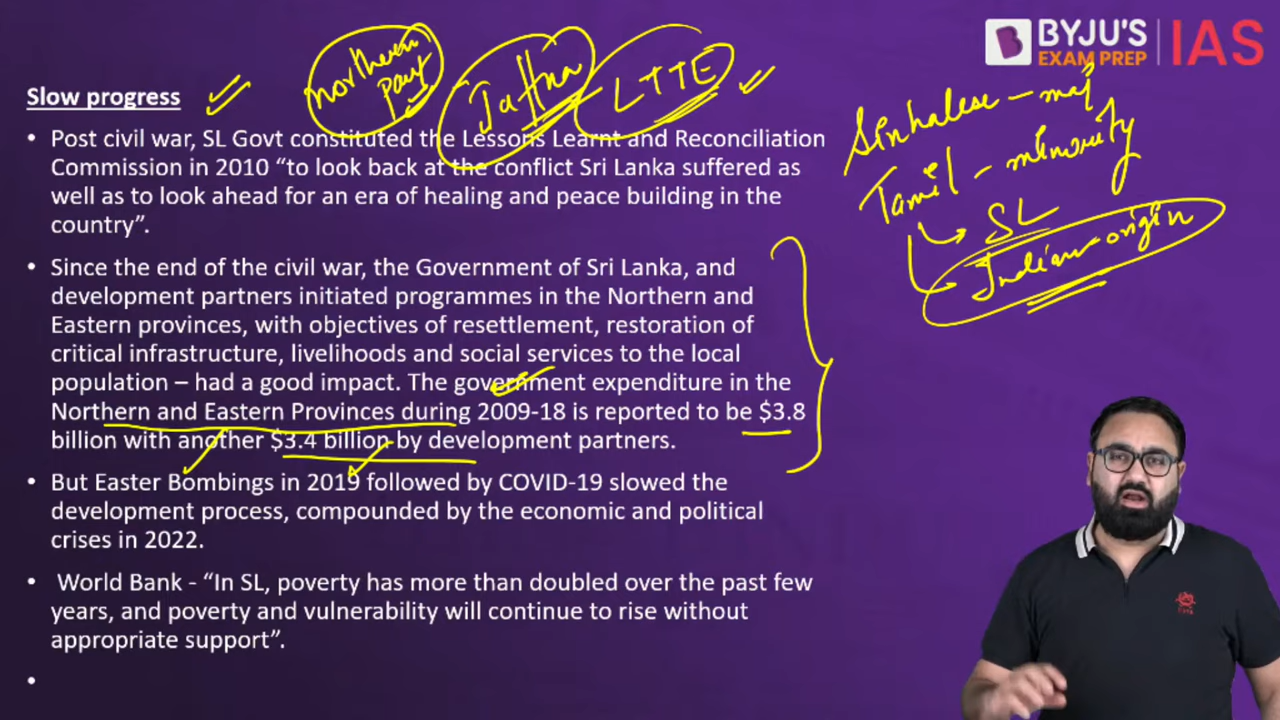 northern
part
Jaffna
LTTE
BYJU'S
EXAM PREP
IAS
Sinhalese - maj
Tamil - minority
SL
Indian origin
Slow progress
• Post civil war, SL Govt constituted the Lessons Learnt and Reconciliation
Commission in 2010 “to look back at the conflict Sri Lanka suffered as
well as to look ahead for an era of healing and peace building in the
country”.
• Since the end of the civil war, the Government of Sri Lanka, and
development partners initiated programmes in the Northern and
Eastern provinces, with objectives of resettlement, restoration of
critical infrastructure, livelihoods and social services to the local
population – had a good impact. The government expenditure in the
Northern and Eastern Provinces during 2009-18 is reported to be $3.8
billion with another $3.4 billion by development partners.
• But Easter Bombings in 2019 followed by COVID-19 slowed the
development process, compounded by the economic and political
crises in 2022.
• World Bank - “In SL, poverty has more than doubled over the past few
years, and poverty and vulnerability will continue to rise without
appropriate support”.
•